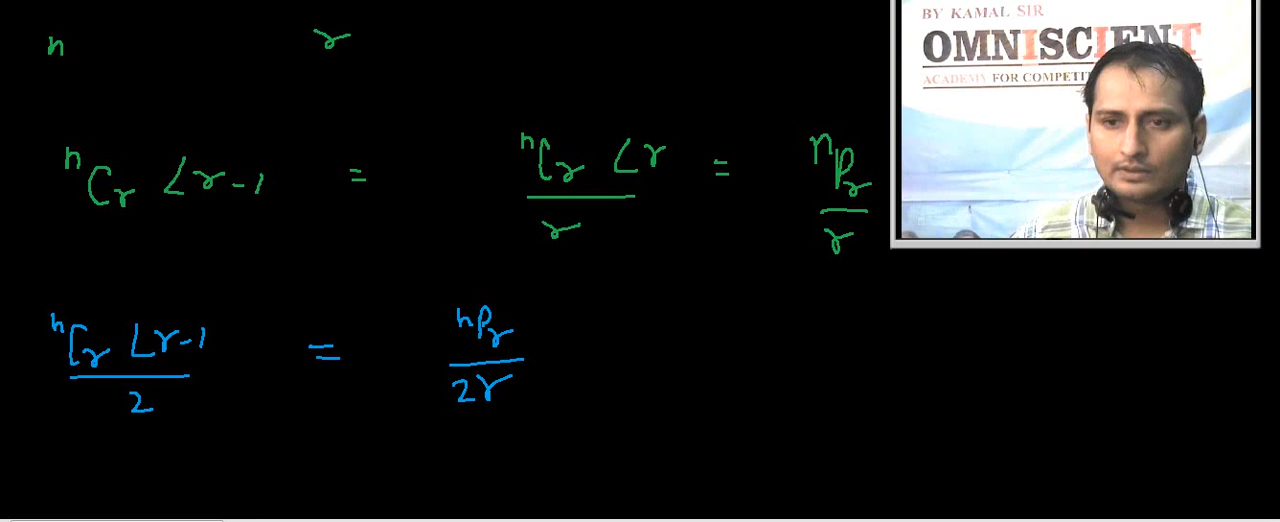 BY KAMAL SIR
OMNISCIENT
ACADEMY FOR COMPETIT
n r
ⁿCᵣ ∠r-1 = ⁿCᵣ ∠r / r = ⁿPᵣ / r
ⁿCᵣ ∠r-1 / 2 = ⁿPᵣ / 2r